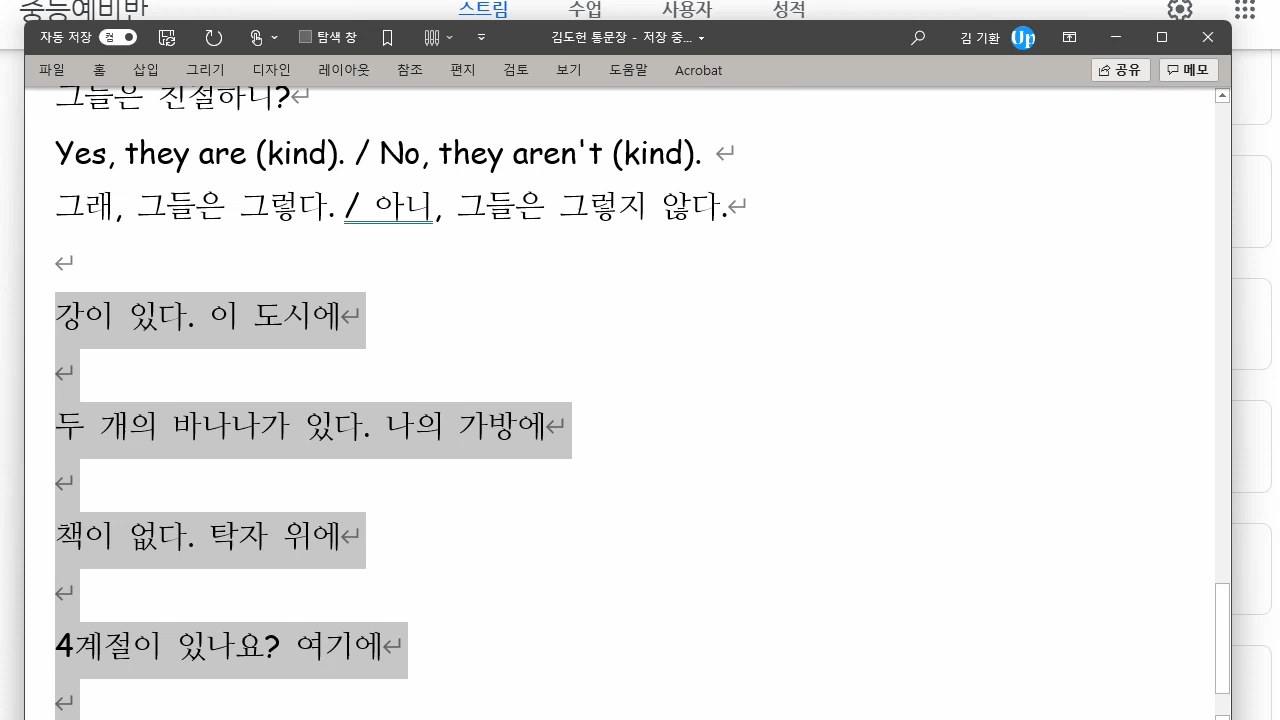 중등예비반
스트림 수업 사용자 성적
자동 저장 컴 탐색 창 김도헌 통문장 - 저장 중... 김 기환 Up
파일 홈 삽입 그리기 디자인 레이아웃 참조 편지 검토 보기 도움말 Acrobat 공유 메모
그들은 친절하니?
Yes, they are (kind). / No, they aren't (kind).
그래, 그들은 그렇다. / 아니, 그들은 그렇지 않다.
강이 있다. 이 도시에
두 개의 바나나가 있다. 나의 가방에
책이 없다. 탁자 위에
4계절이 있나요? 여기에